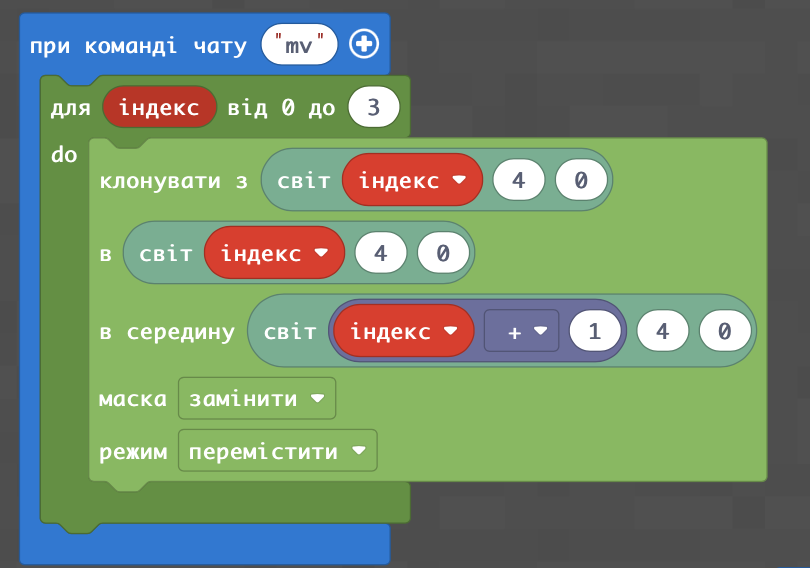 при команді чату "mv"
для індекс від 0 до 3
do
клонувати з світ індекс 4 0
в світ індекс 4 0
в середину світ індекс + 1 4 0
маска замінити
режим перемістити